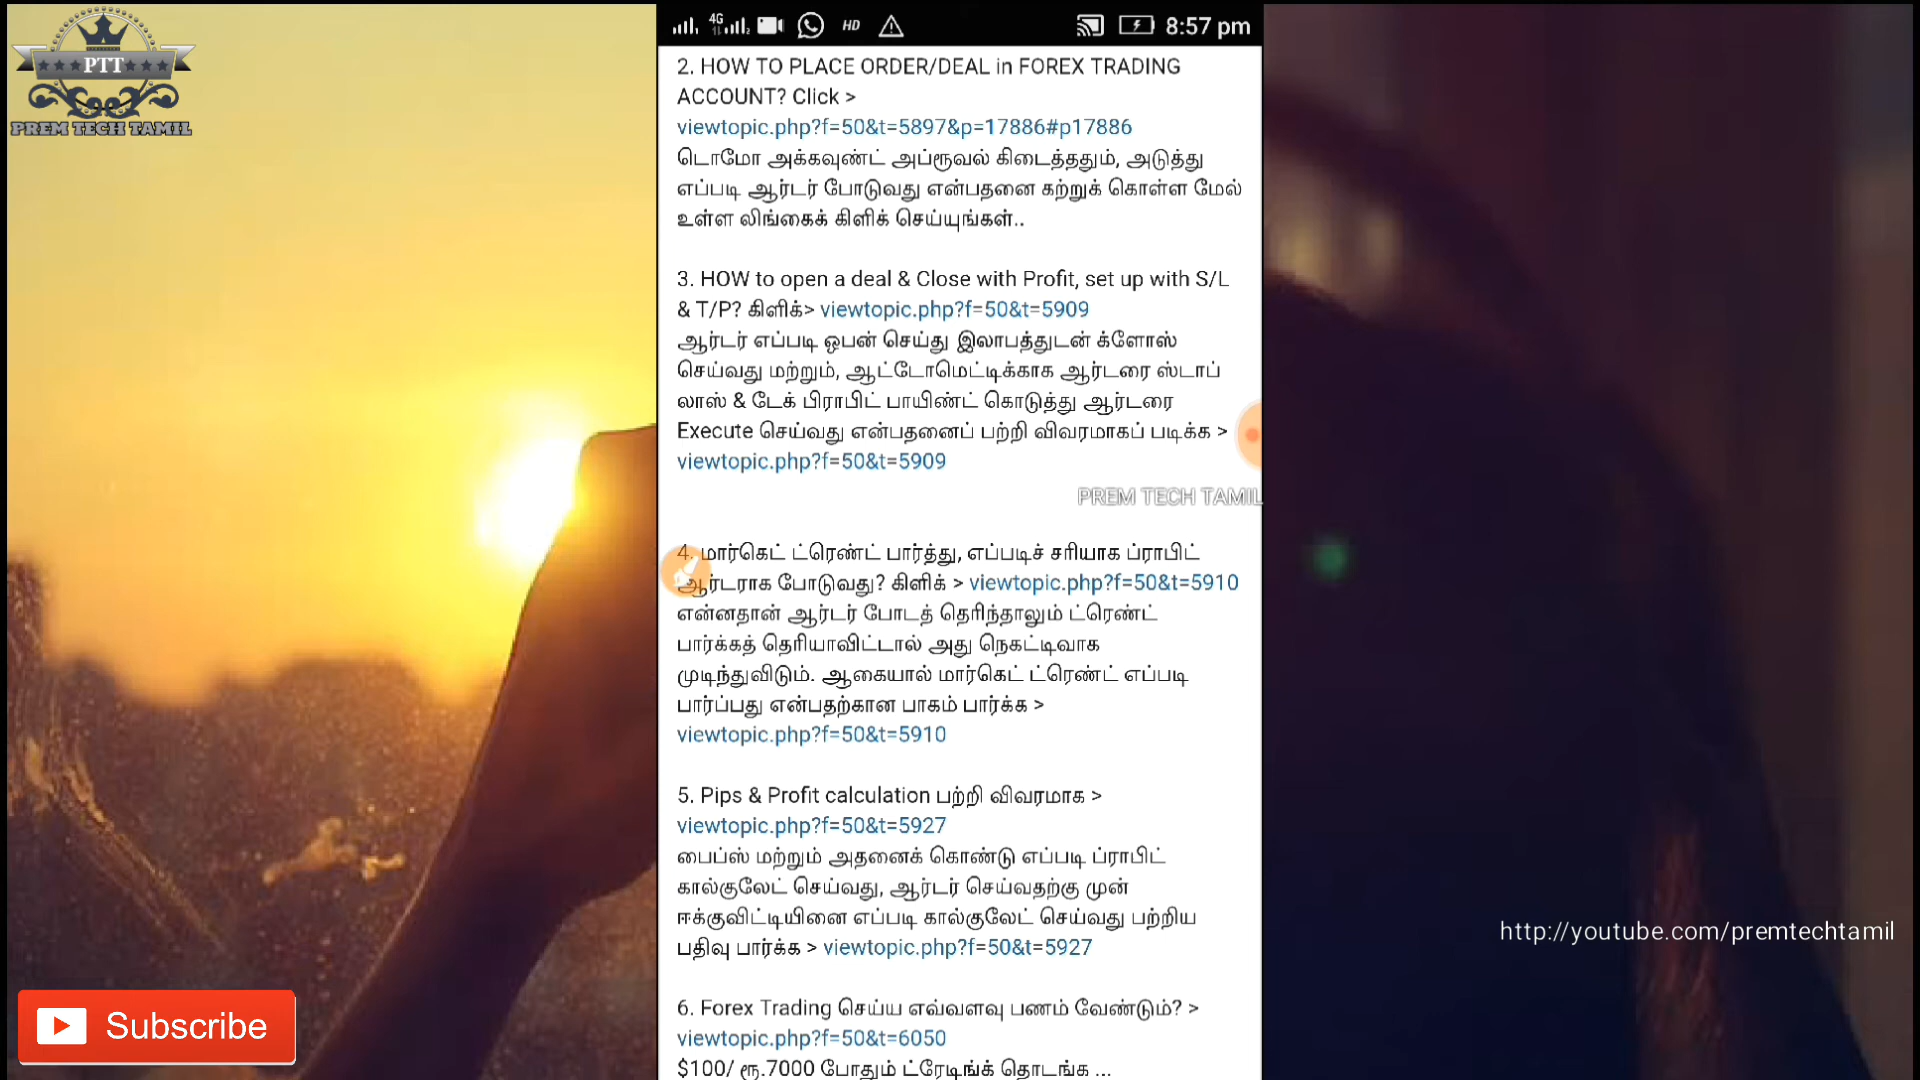 PTT
PREM TECH TAMIL
4G
HD
8:57 pm
2. HOW TO PLACE ORDER/DEAL in FOREX TRADING
ACCOUNT? Click >
viewtopic.php?f=50&t=5897&p=17886#p17886
டொமோ அக்கவுண்ட் அப்ரூவல் கிடைத்ததும், அடுத்து
எப்படி ஆர்டர் போடுவது என்பதனை கற்றுக் கொள்ள மேல்
உள்ள லிங்கைக் கிளிக் செய்யுங்கள்..
3. HOW to open a deal & Close with Profit, set up with S/L
& T/P? கிளிக்> viewtopic.php?f=50&t=5909
ஆர்டர் எப்படி ஒபன் செய்து இலாபத்துடன் க்ளோஸ்
செய்வது மற்றும், ஆட்டோமெட்டிக்காக ஆர்டரை ஸ்டாப்
லாஸ் & டேக் பிராபிட் பாயிண்ட் கொடுத்து ஆர்டரை
Execute செய்வது என்பதனைப் பற்றி விவரமாகப் படிக்க >
viewtopic.php?f=50&t=5909
PREM TECH TAMIL
4. மார்கெட் ட்ரெண்ட் பார்த்து, எப்படிச் சரியாக ப்ராபிட்
ஆர்டராக போடுவது? கிளிக் > viewtopic.php?f=50&t=5910
என்னதான் ஆர்டர் போடத் தெரிந்தாலும் ட்ரெண்ட்
பார்க்கத் தெரியாவிட்டால் அது நெகட்டிவாக
முடிந்துவிடும். ஆகையால் மார்கெட் ட்ரெண்ட் எப்படி
பார்ப்பது என்பதற்கான பாகம் பார்க்க >
viewtopic.php?f=50&t=5910
5. Pips & Profit calculation பற்றி விவரமாக >
viewtopic.php?f=50&t=5927
பைப்ஸ் மற்றும் அதனைக் கொண்டு எப்படி ப்ராபிட்
கால்குலேட் செய்வது, ஆர்டர் செய்வதற்கு முன்
ஈக்குவிட்டியினை எப்படி கால்குலேட் செய்வது பற்றிய
பதிவு பார்க்க > viewtopic.php?f=50&t=5927
http://youtube.com/premtechtamil
6. Forex Trading செய்ய எவ்வளவு பணம் வேண்டும்? >
viewtopic.php?f=50&t=6050
$100/ ரூ.7000 போதும் ட்ரேடிங்க் தொடங்க ...
Subscribe